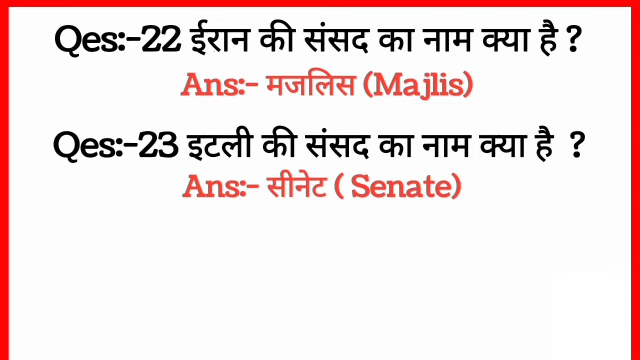 Qes:-22 ईरान की संसद का नाम क्या है ?
Ans:- मजलिस (Majlis)
Qes:-23 इटली की संसद का नाम क्या है ?
Ans:- सीनेट ( Senate)